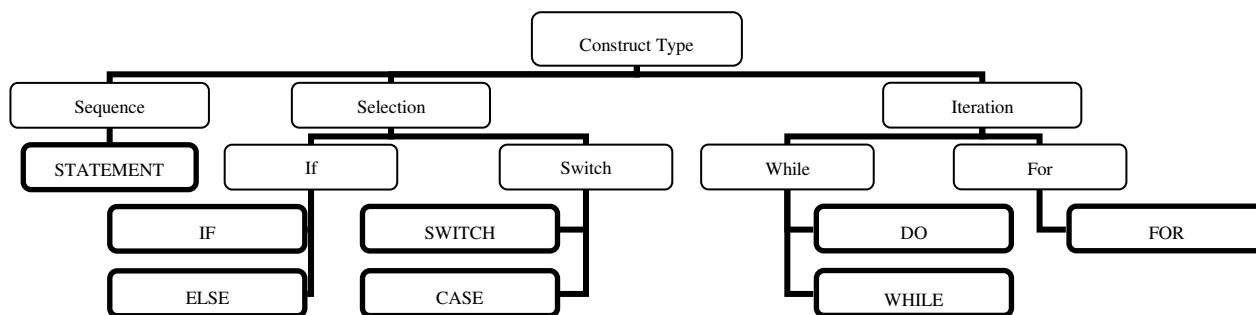 Construct Type
Sequence
Selection
Iteration
STATEMENT
If
Switch
While
For
IF
SWITCH
DO
FOR
ELSE
CASE
WHILE